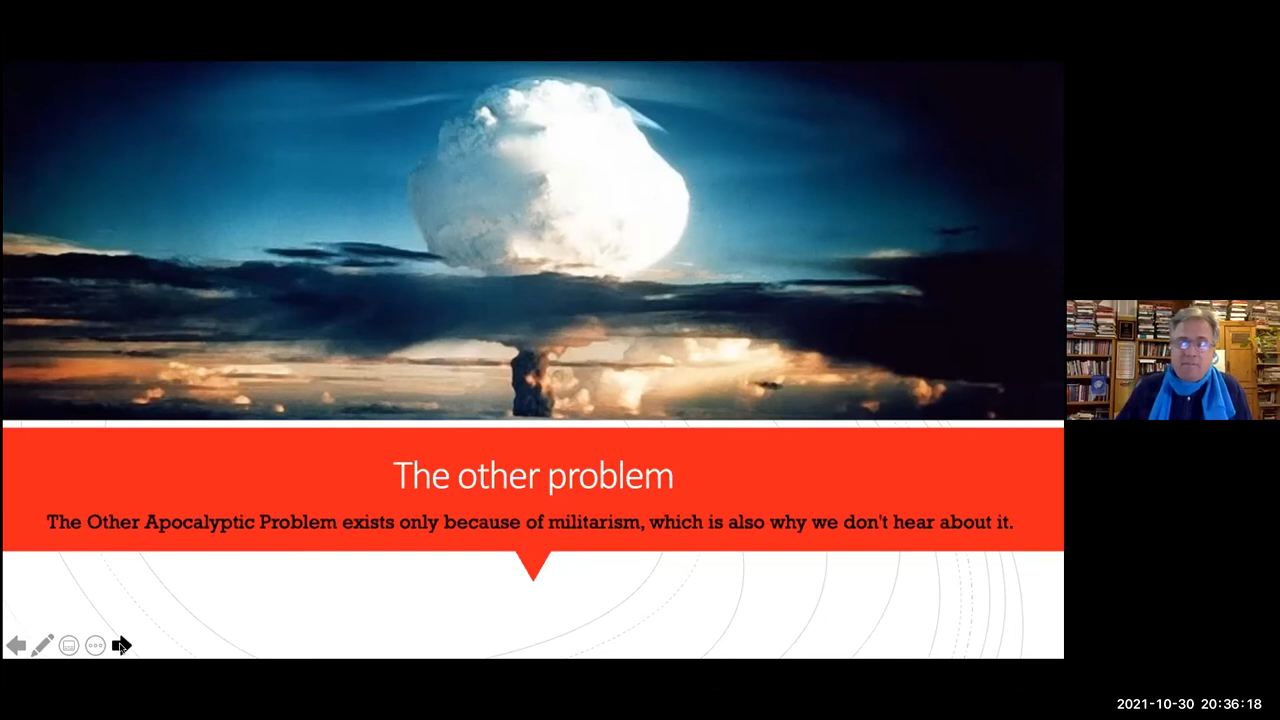 The other problem
The Other Apocalyptic Problem exists only because of militarism, which is also why we don't hear about it.
2021-10-30 20:36:18